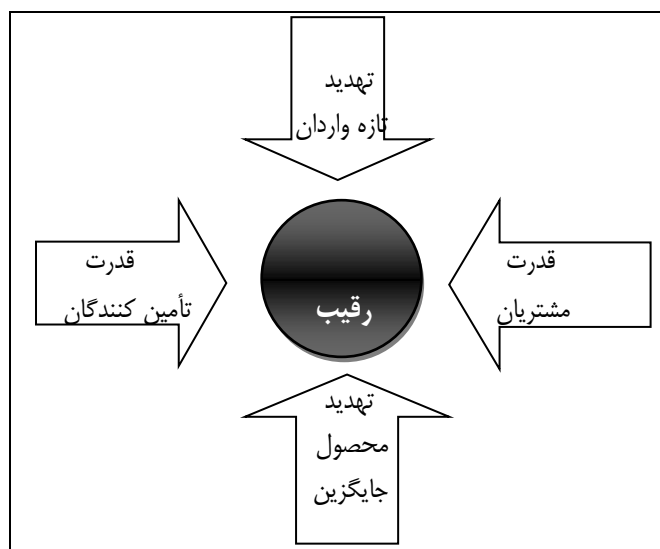 تهدید
تازه واردان
قدرت
مشتریان
رقیب
قدرت
تأمین کنندگان
تهدید
محصول
جایگزین